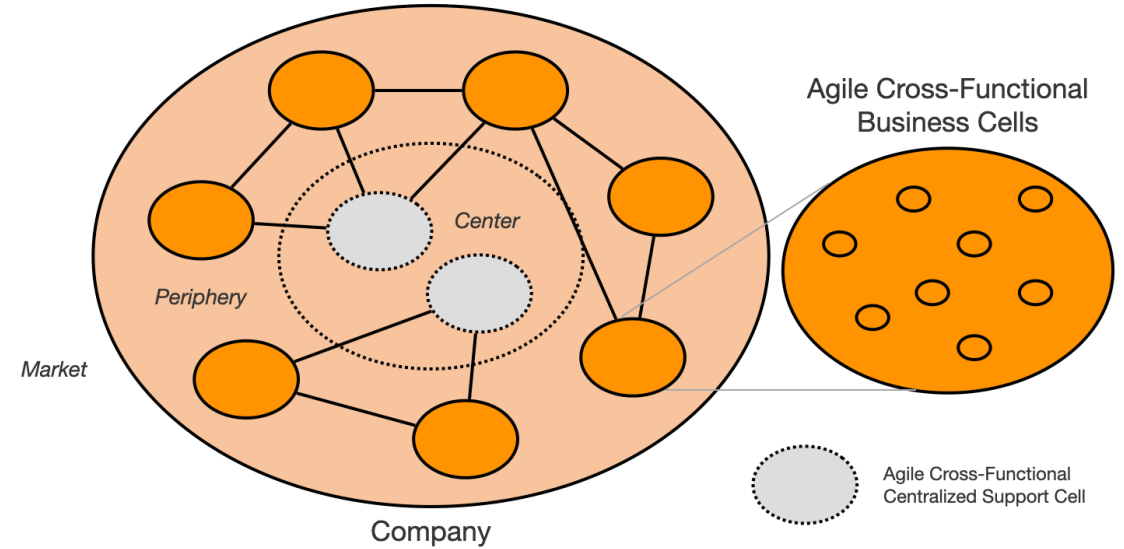 Agile Cross-Functional
Business Cells
Center
Periphery
Market
Agile Cross-Functional
Centralized Support Cell
Company